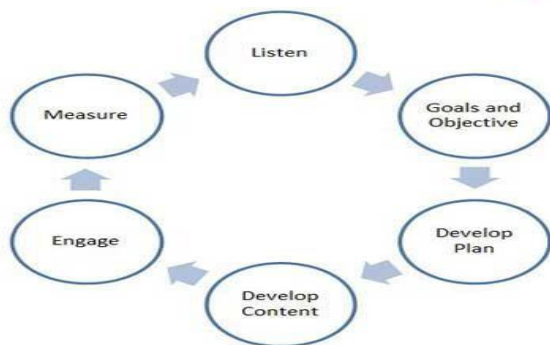 Listen
Goals and
Objective
Develop
Plan
Develop
Content
Engage
Measure